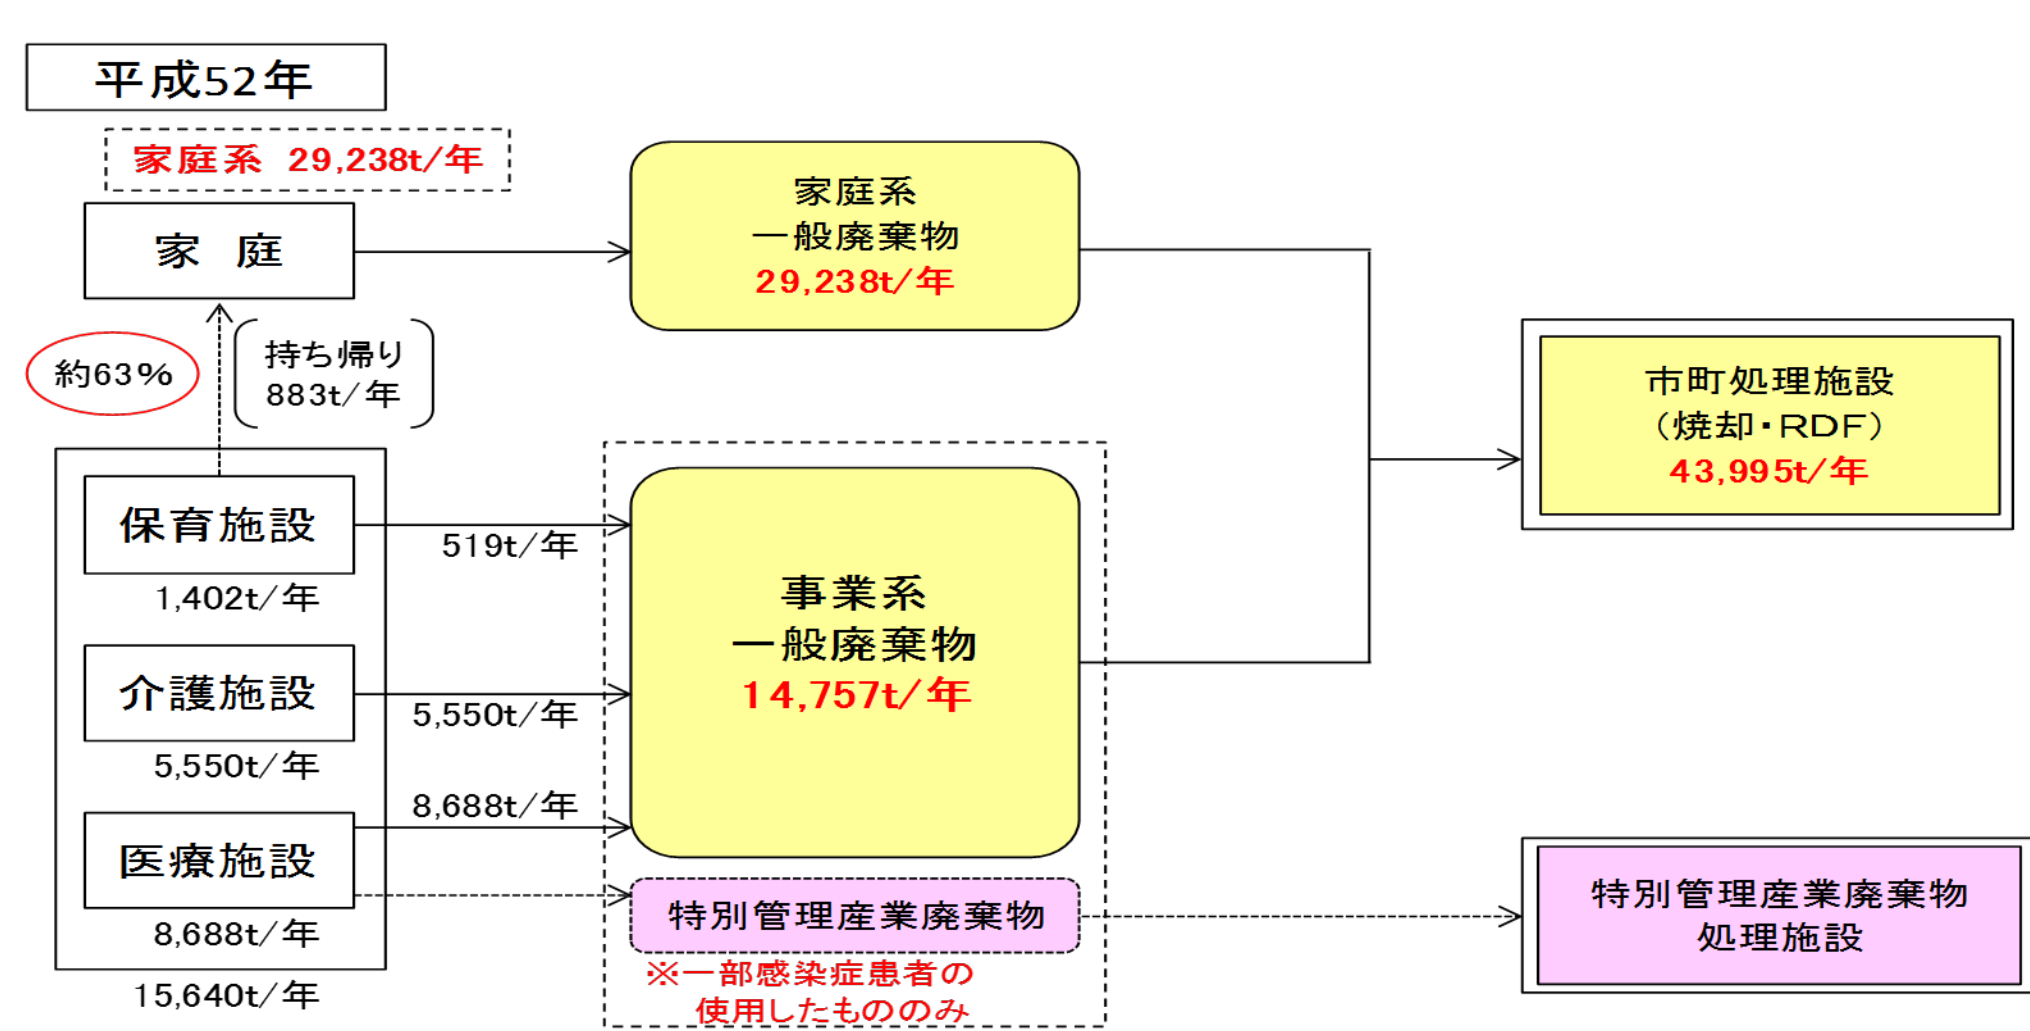 平成52年
家庭系 29,238t/年
家 庭
家庭系
一般廃棄物
29,238t/年
約63%
持ち帰り
883t/年
市町処理施設
(焼却・RDF)
43,995t/年
保育施設
1,402t/年
519t/年
介護施設
5,550t/年
5,550t/年
医療施設
8,688t/年
8,688t/年
15,640t/年
事業系
一般廃棄物
14,757t/年
特別管理産業廃棄物
※一部感染症患者の
使用したもののみ
特別管理産業廃棄物
処理施設